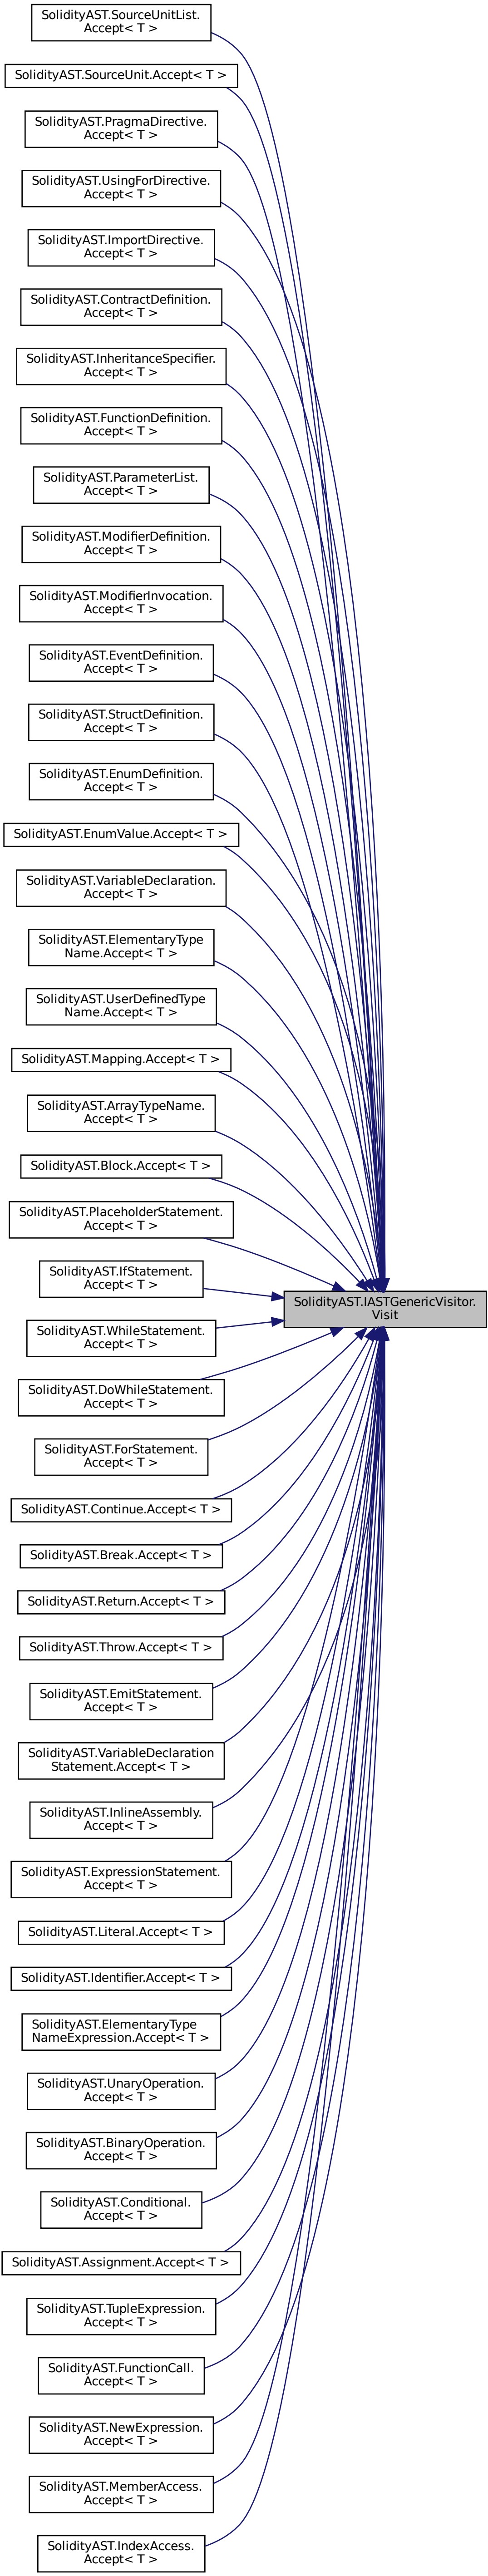 SolidityAST.SourceUnitList.
Accept< T >
SolidityAST.SourceUnit.Accept< T >
SolidityAST.PragmaDirective.
Accept< T >
SolidityAST.UsingForDirective.
Accept< T >
SolidityAST.ImportDirective.
Accept< T >
SolidityAST.ContractDefinition.
Accept< T >
SolidityAST.InheritanceSpecifier.
Accept< T >
SolidityAST.FunctionDefinition.
Accept< T >
SolidityAST.ParameterList.
Accept< T >
SolidityAST.ModifierDefinition.
Accept< T >
SolidityAST.ModifierInvocation.
Accept< T >
SolidityAST.EventDefinition.
Accept< T >
SolidityAST.StructDefinition.
Accept< T >
SolidityAST.EnumDefinition.
Accept< T >
SolidityAST.EnumValue.Accept< T >
SolidityAST.VariableDeclaration.
Accept< T >
SolidityAST.ElementaryType
Name.Accept< T >
SolidityAST.UserDefinedType
Name.Accept< T >
SolidityAST.Mapping.Accept< T >
SolidityAST.ArrayTypeName.
Accept< T >
SolidityAST.Block.Accept< T >
SolidityAST.PlaceholderStatement.
Accept< T >
SolidityAST.IfStatement.
Accept< T >
SolidityAST.IASTGenericVisitor.
Visit
SolidityAST.WhileStatement.
Accept< T >
SolidityAST.DoWhileStatement.
Accept< T >
SolidityAST.ForStatement.
Accept< T >
SolidityAST.Continue.Accept< T >
SolidityAST.Break.Accept< T >
SolidityAST.Return.Accept< T >
SolidityAST.Throw.Accept< T >
SolidityAST.EmitStatement.
Accept< T >
SolidityAST.VariableDeclaration
Statement.Accept< T >
SolidityAST.InlineAssembly.
Accept< T >
SolidityAST.ExpressionStatement.
Accept< T >
SolidityAST.Literal.Accept< T >
SolidityAST.Identifier.Accept< T >
SolidityAST.ElementaryType
NameExpression.Accept< T >
SolidityAST.UnaryOperation.
Accept< T >
SolidityAST.BinaryOperation.
Accept< T >
SolidityAST.Conditional.
Accept< T >
SolidityAST.Assignment.Accept< T >
SolidityAST.TupleExpression.
Accept< T >
SolidityAST.FunctionCall.
Accept< T >
SolidityAST.NewExpression.
Accept< T >
SolidityAST.MemberAccess.
Accept< T >
SolidityAST.IndexAccess.
Accept< T >